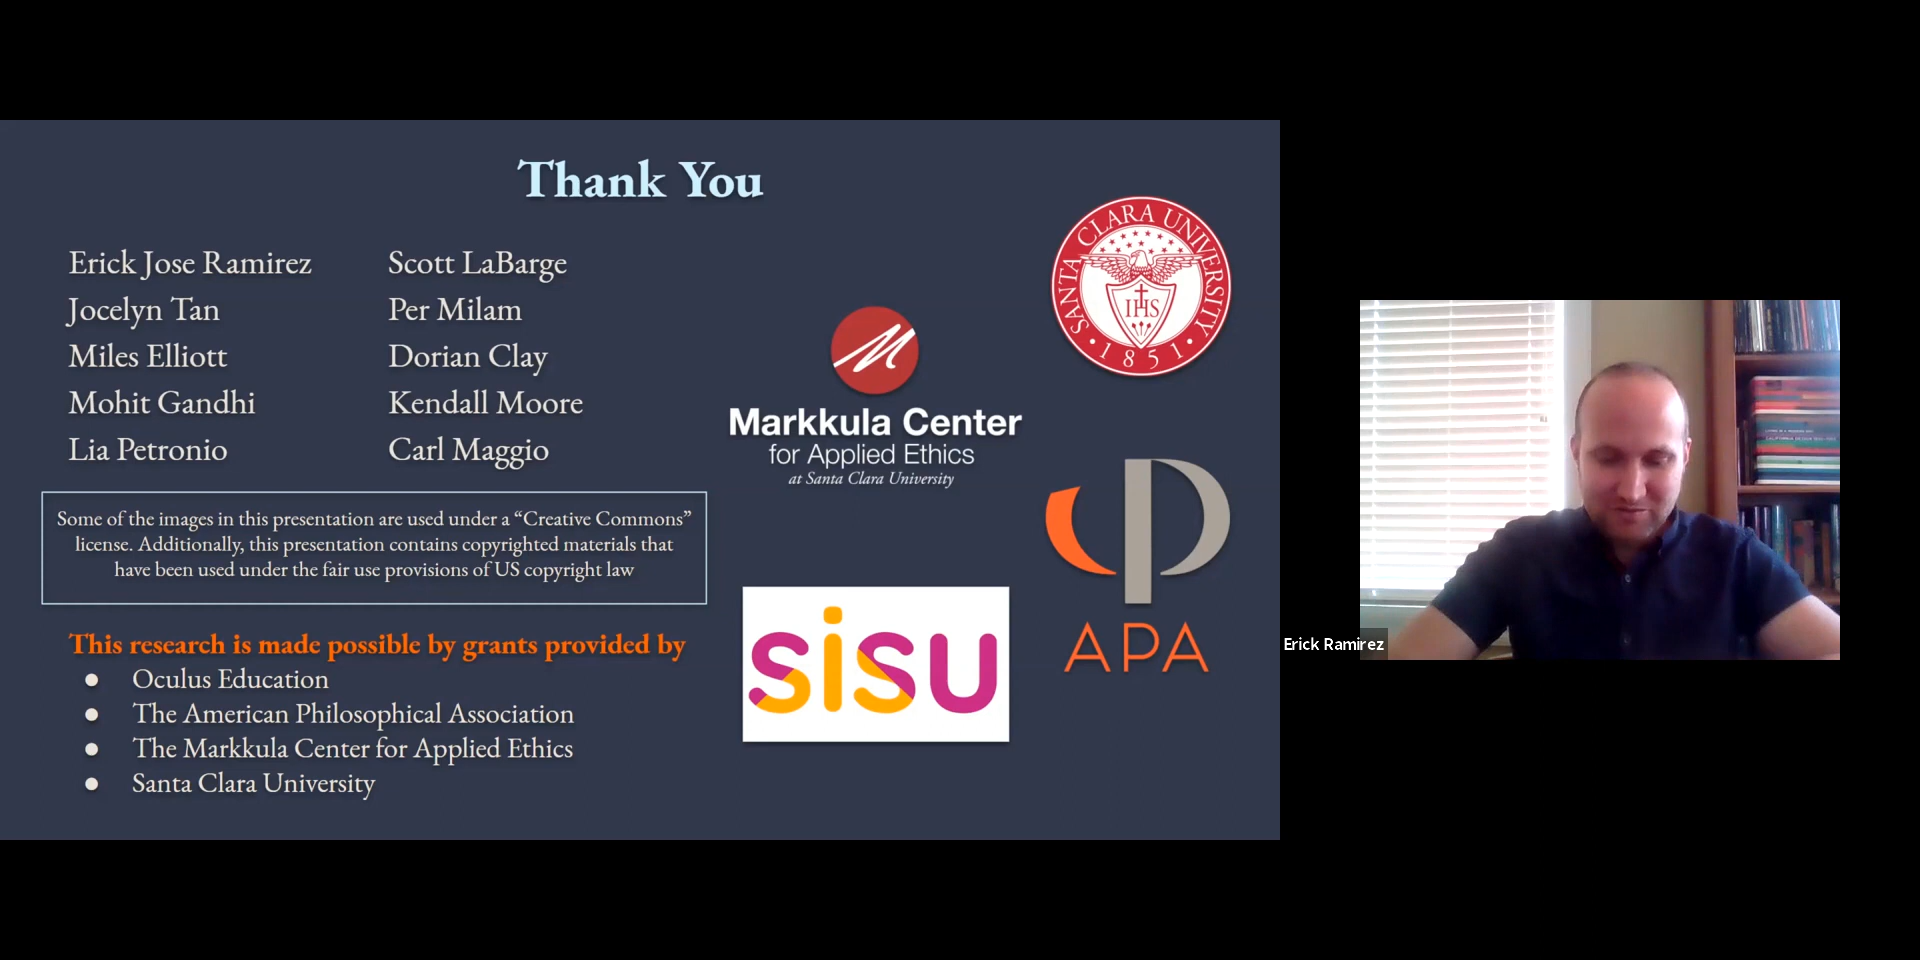 Thank You
Erick Jose Ramirez
Jocelyn Tan
Miles Elliott
Mohit Gandhi
Lia Petronio
Scott LaBarge
Per Milam
Dorian Clay
Kendall Moore
Carl Maggio
Some of the images in this presentation are used under a “Creative Commons”
license. Additionally, this presentation contains copyrighted materials that
have been used under the fair use provisions of US copyright law
This research is made possible by grants provided by
● Oculus Education
● The American Philosophical Association
● The Markkula Center for Applied Ethics
● Santa Clara University
Markkula Center
for Applied Ethics
at Santa Clara University
sisu
SANTA CLARA UNIVERSITY
IHS
• 1851 •
APA
Erick Ramirez